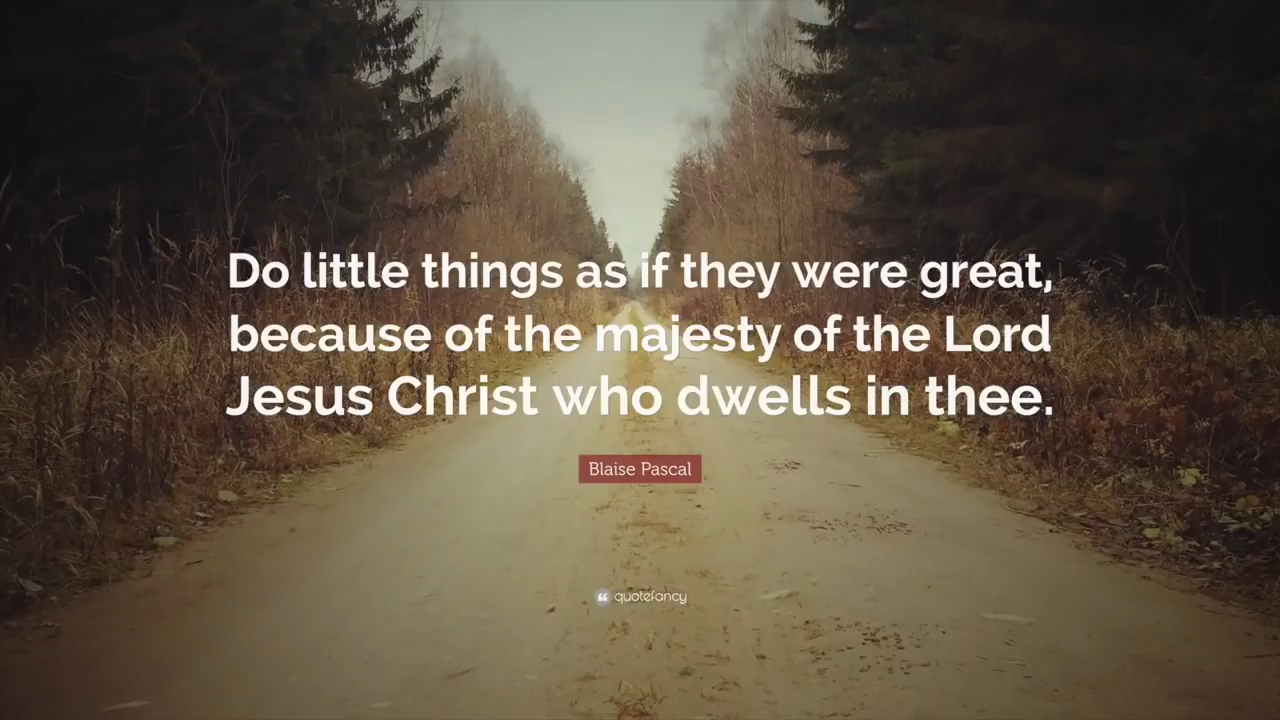 Do little things as if they were great,
because of the majesty of the Lord
Jesus Christ who dwells in thee.
Blaise Pascal
❝ quotefancy